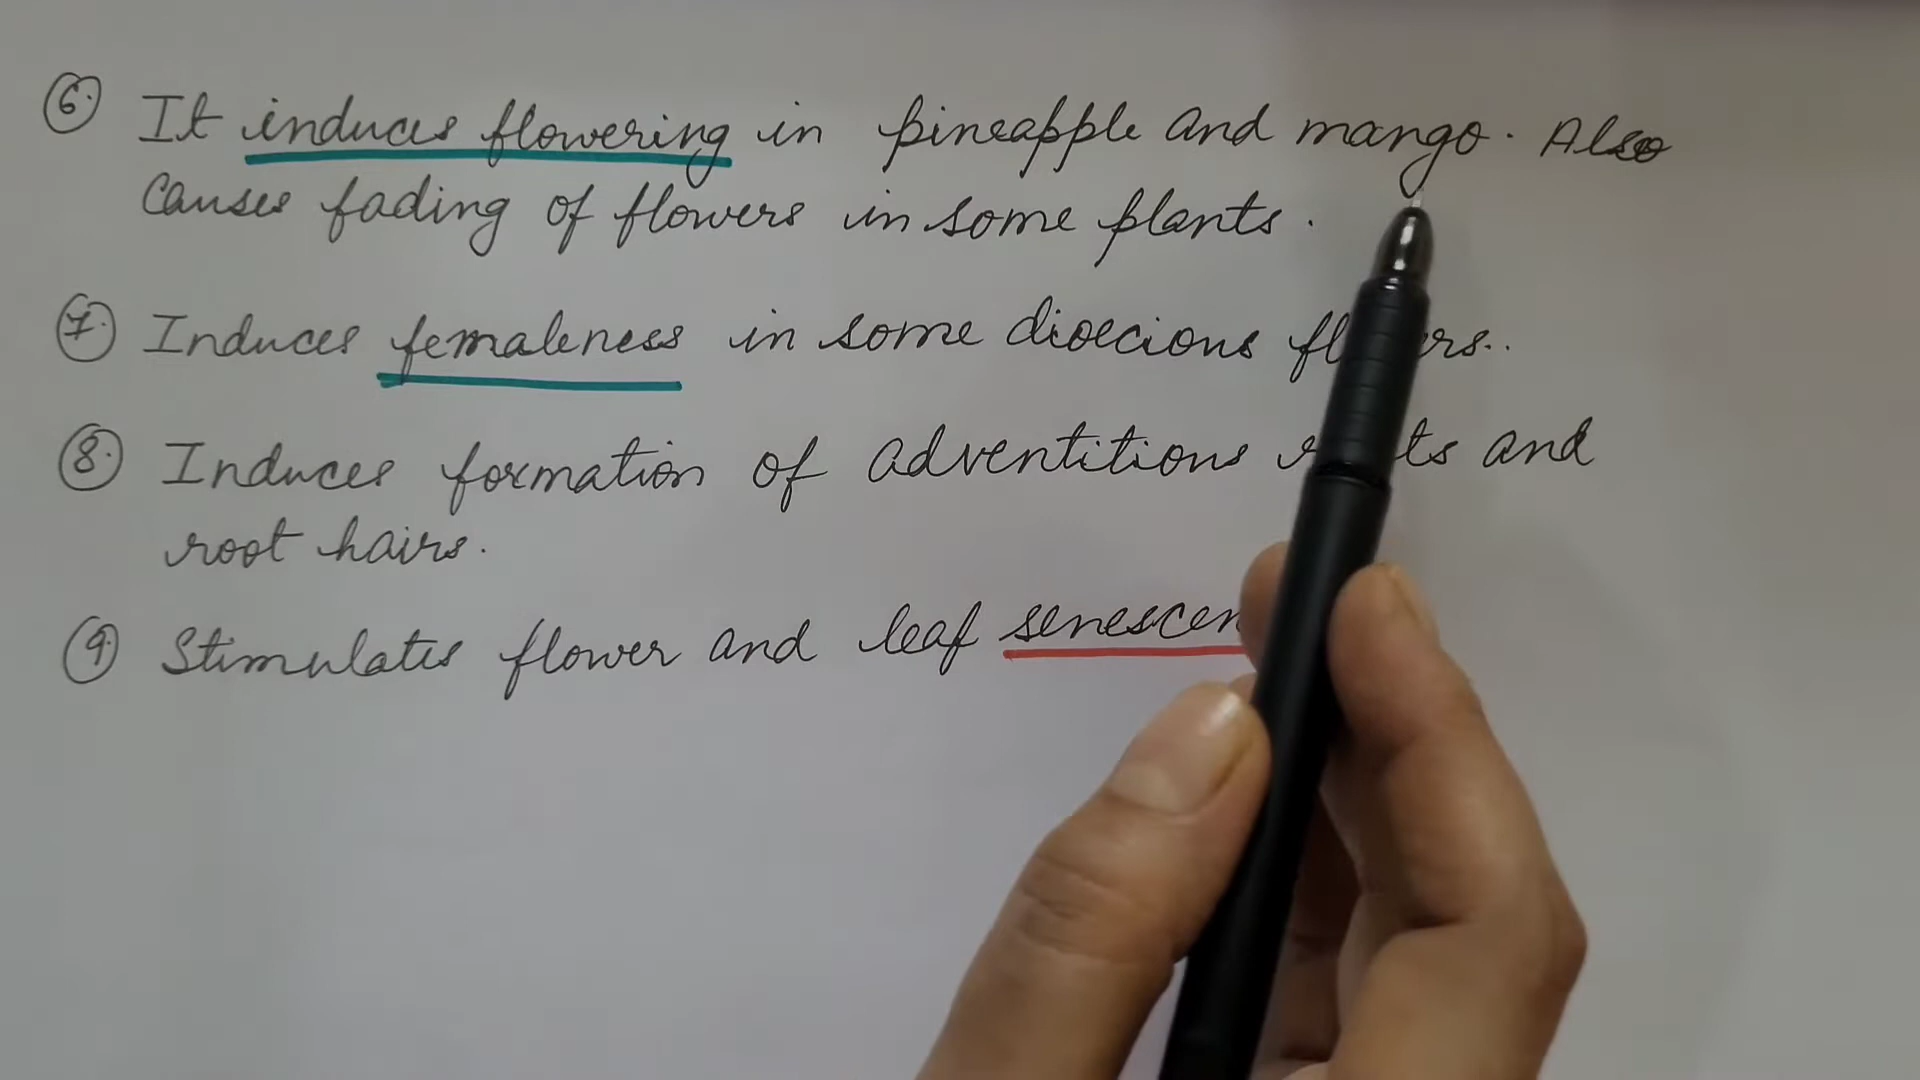 6. It induces flowering in pineapple and mango. Also
causes fading of flowers in some plants.
7. Induces femaleness in some dioecious
8. Induces formation of adventitious and
root hairs.
9. Stimulates flower and leaf